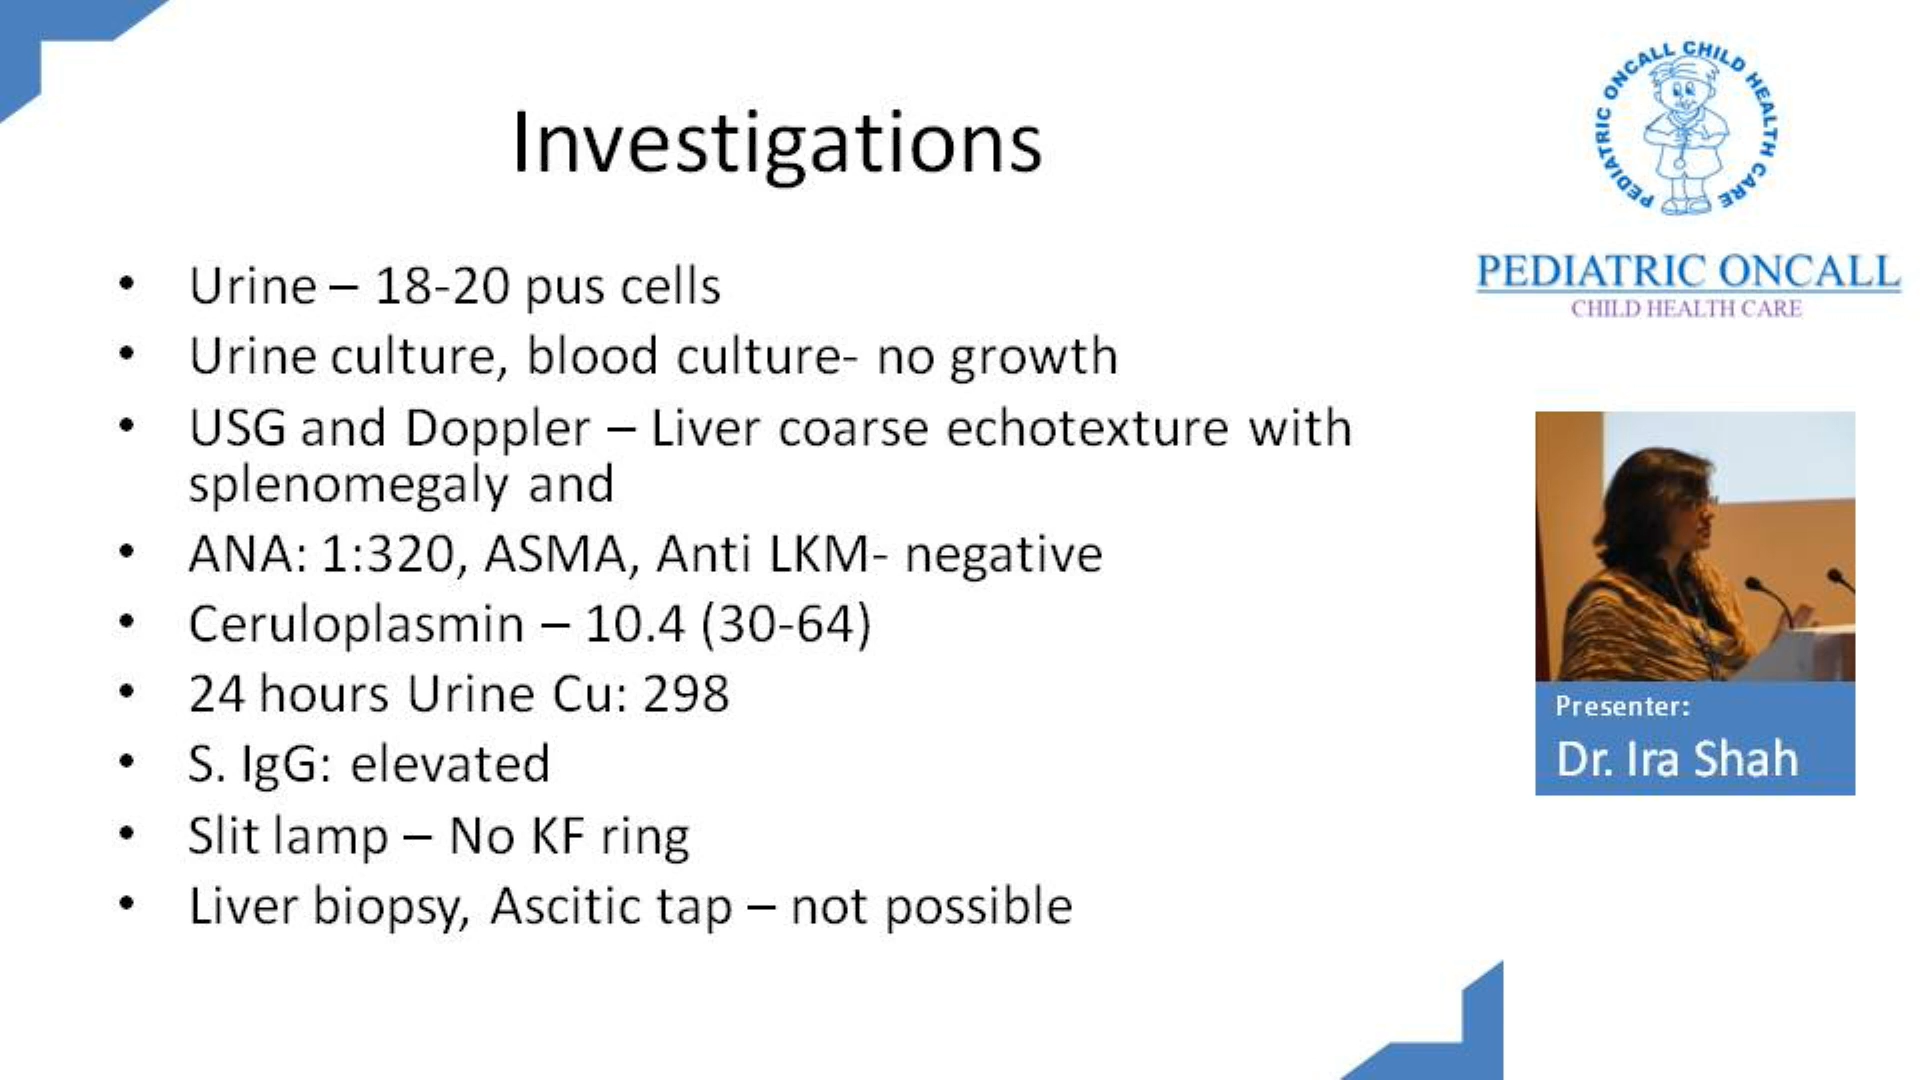 Investigations
• Urine – 18-20 pus cells
• Urine culture, blood culture- no growth
• USG and Doppler – Liver coarse echotexture with
splenomegaly and
• ANA: 1:320, ASMA, Anti LKM- negative
• Ceruloplasmin – 10.4 (30-64)
• 24 hours Urine Cu: 298
• S. IgG: elevated
• Slit lamp – No KF ring
• Liver biopsy, Ascitic tap – not possible
PEDIATRIC ONCALL CHILD HEALTH CARE
PEDIATRIC ONCALL
CHILD HEALTH CARE
Presenter:
Dr. Ira Shah